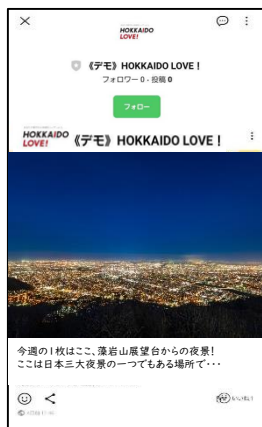 HOKKAIDO
LOVE!
《デモ》 HOKKAIDO LOVE！
フォロワー 0・投稿 0
フォロー
HOKKAIDO
LOVE!
《デモ》 HOKKAIDO LOVE！
今週の1枚はここ、藻岩山展望台からの夜景！
ここは日本三大夜景の一つでもある場所で・・・
いいね！